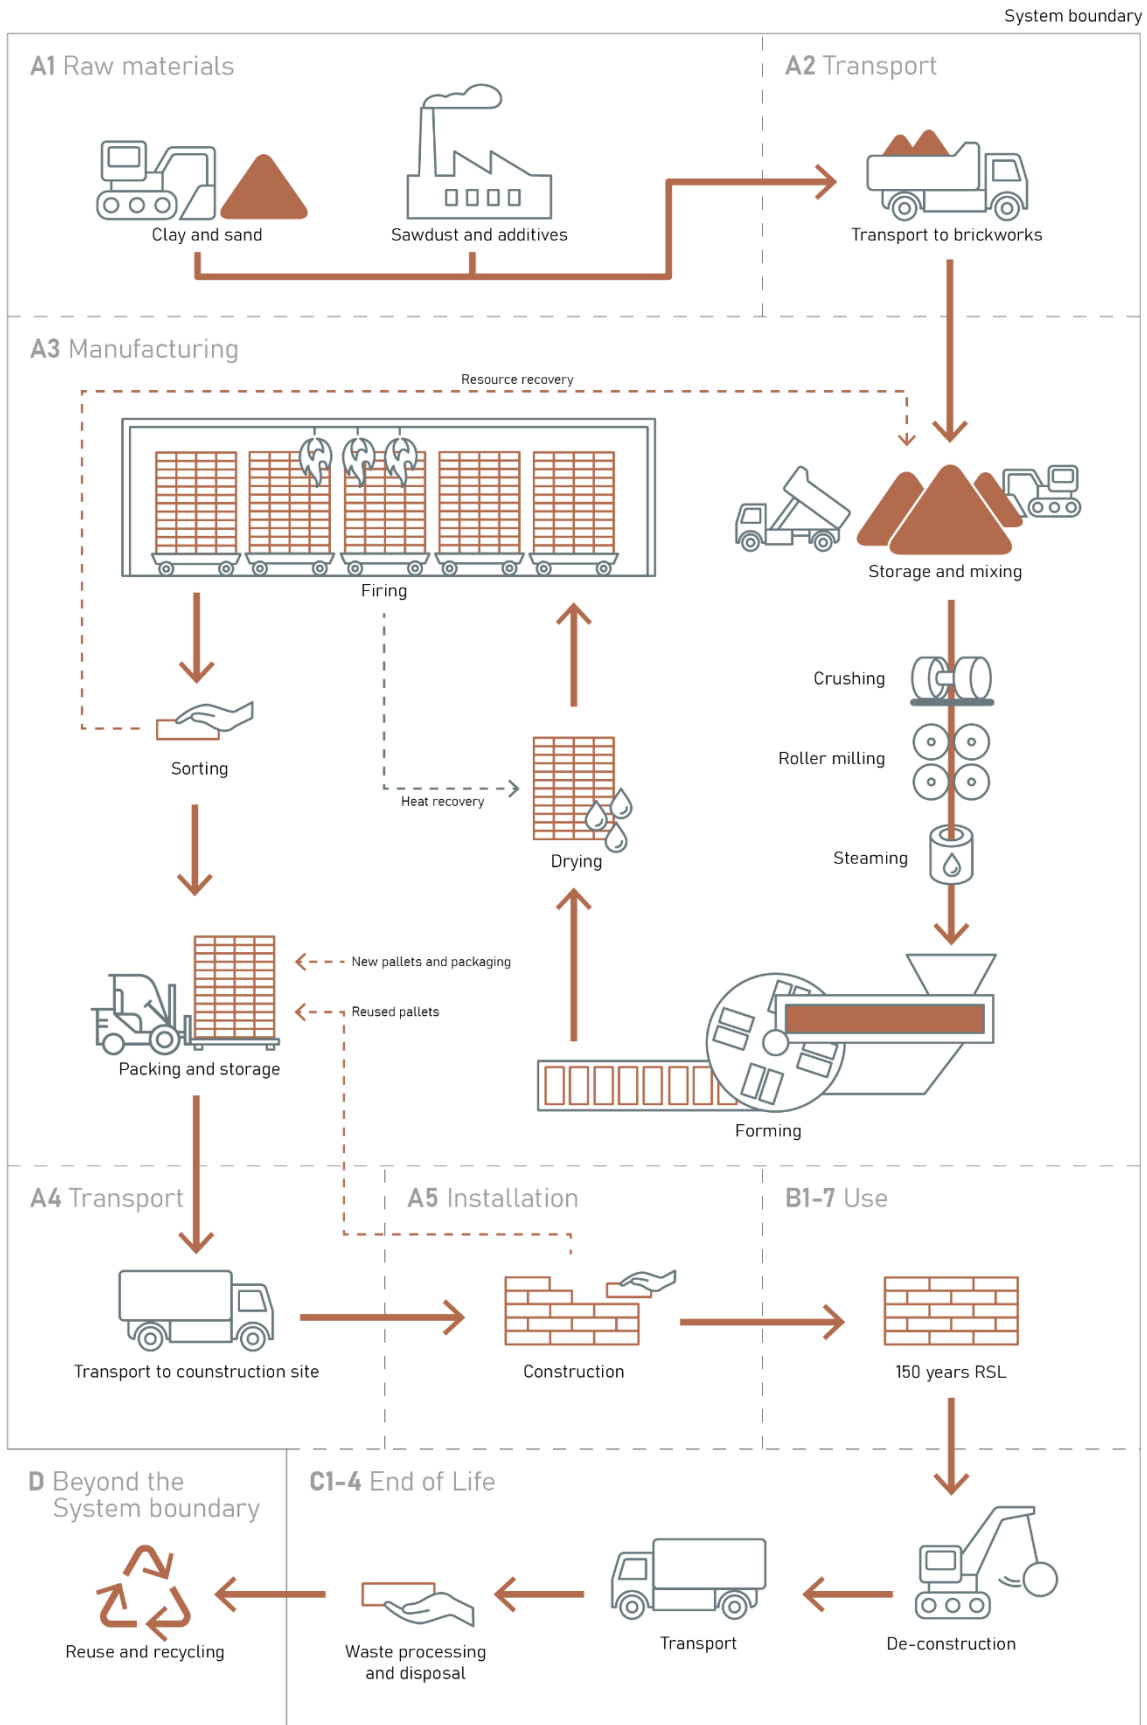 System boundary
A1 Raw materials
A2 Transport
Clay and sand
Sawdust and additives
Transport to brickworks
A3 Manufacturing
Resource recovery
Firing
Storage and mixing
Crushing
Roller milling
Sorting
Heat recovery
Steaming
Drying
New pallets and packaging
Reused pallets
Packing and storage
Forming
A4 Transport
A5 Installation
B1-7 Use
Transport to counstruction site
Construction
150 years RSL
D Beyond the
System boundary
C1-4 End of Life
Reuse and recycling
Waste processing
and disposal
Transport
De-construction